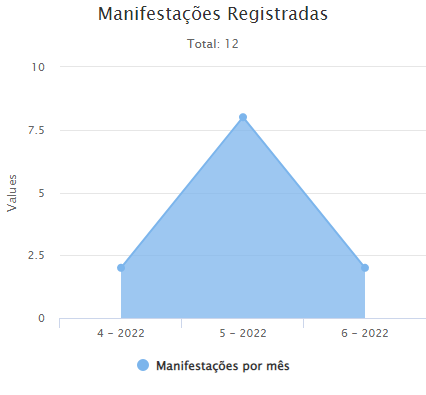 Manifestações Registradas
Total: 12
10
7.5
5
2.5
0
Values
4 – 2022
5 – 2022
6 – 2022
Manifestações por mês